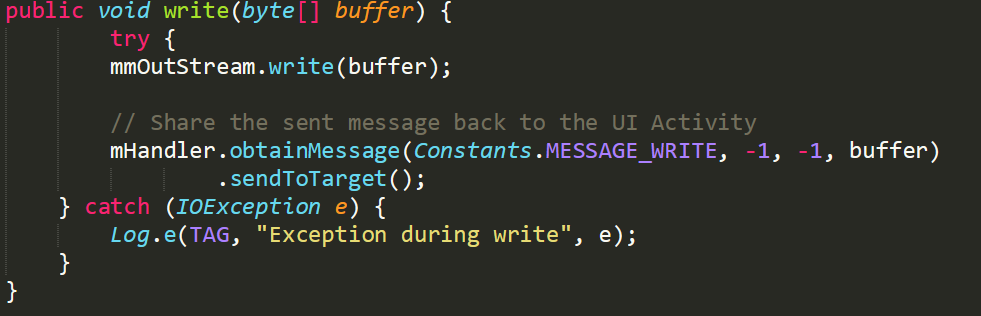 public void write(byte[] buffer) {
try {
mmOutStream.write(buffer);
// Share the sent message back to the UI Activity
mHandler.obtainMessage(Constants.MESSAGE_WRITE, -1, -1, buffer)
.sendToTarget();
} catch (IOException e) {
Log.e(TAG, "Exception during write", e);
}
}